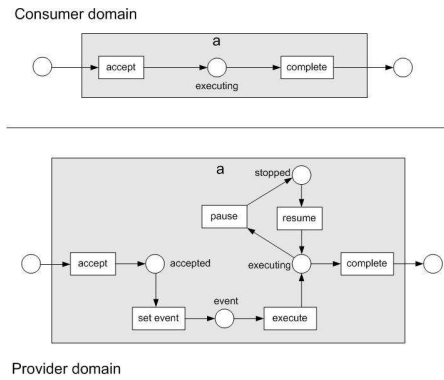 Consumer domain
a
accept
complete
executing
a
stopped
pause
resume
accept
accepted
executing
complete
event
set event
execute
Provider domain